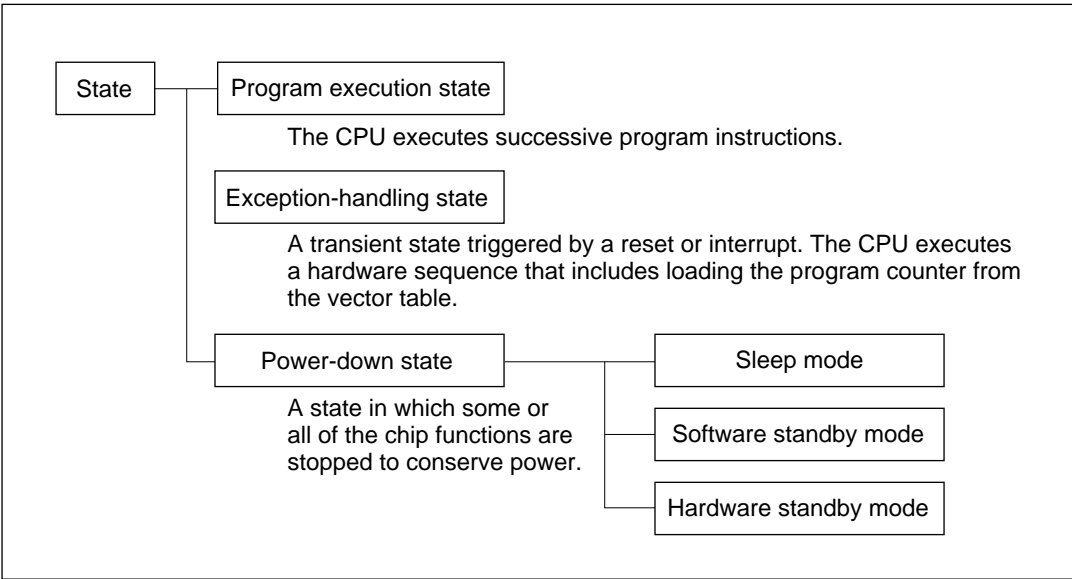 State
Program execution state
The CPU executes successive program instructions.
Exception-handling state
A transient state triggered by a reset or interrupt. The CPU executes
a hardware sequence that includes loading the program counter from
the vector table.
Power-down state
A state in which some or
all of the chip functions are
stopped to conserve power.
Sleep mode
Software standby mode
Hardware standby mode